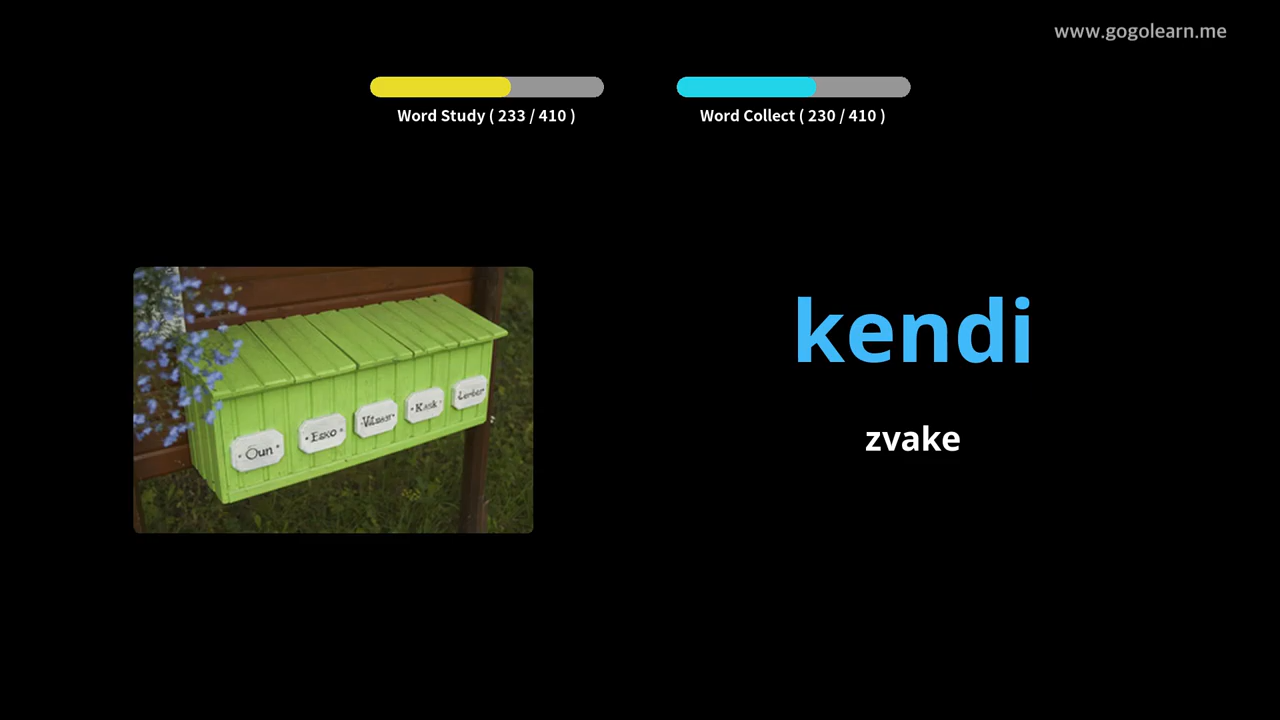 www.gogolearn.me
Word Study ( 233 / 410 )
Word Collect ( 230 / 410 )
kendi
zvake
Oun
Esko
Kask